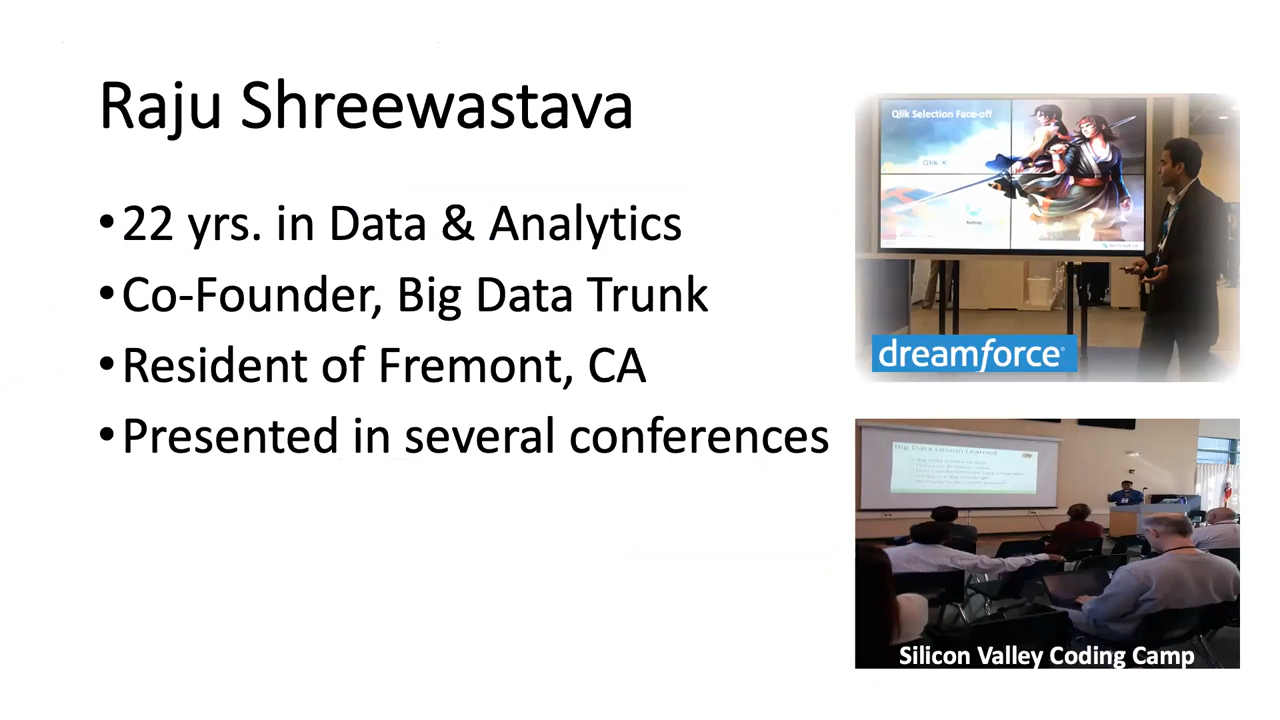 Raju Shreewastava
•22 yrs. in Data & Analytics
•Co-Founder, Big Data Trunk
•Resident of Fremont, CA
•Presented in several conferences
Qlik Selection Face-off
Qlik
dreamforce
Big Data Lesson Learned
Silicon Valley Coding Camp